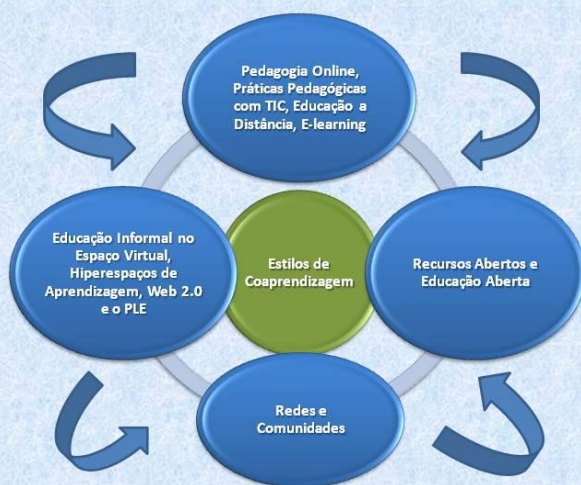 Pedagogia Online,
Práticas Pedagógicas
com TIC, Educação a
Distância, E-learning
Educação Informal no
Espaço Virtual,
Hiperespaços de
Aprendizagem, Web 2.0
e o PLE
Estilos de
Coaprendizagem
Recursos Abertos e
Educação Aberta
Redes e
Comunidades